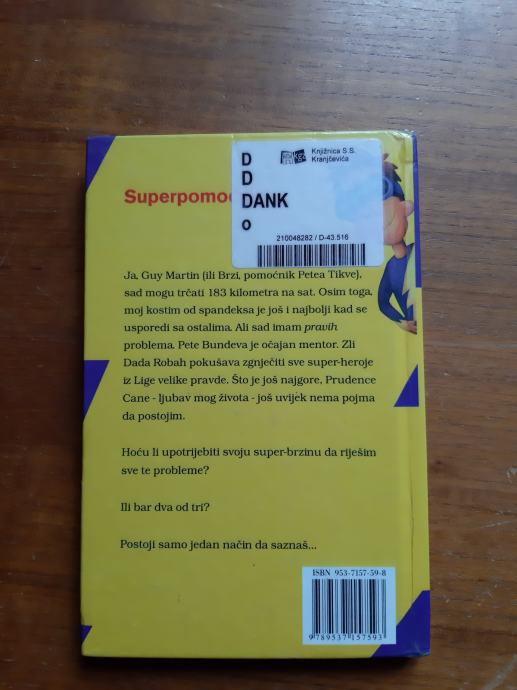 D
D
DANK
o
Knjižnica S.S.
Kranjčevića
210048282 / D-43.516
Ja, Guy Martin (ili Brzi, pomoćnik Petea Tikve),
sad mogu trčati 183 kilometra na sat. Osim toga,
moj kostim od spandeksa je još i najbolji kad se
usporedi sa ostalima. Ali sad imam pravih
problema. Pete Bundeva je očajan mentor. Zli
Dada Robah pokušava zgnječiti sve super-heroje
iz Lige velike pravde. Što je još najgore, Prudence
Cane - ljubav mog života - još uvijek nema pojma
da postojim.
Hoću li upotrijebiti svoju super-brzinu da riješim
sve te probleme?
Ili bar dva od tri?
Postoji samo jedan način da saznaš...
ISBN 953-7157-59-8
9 789537 157593